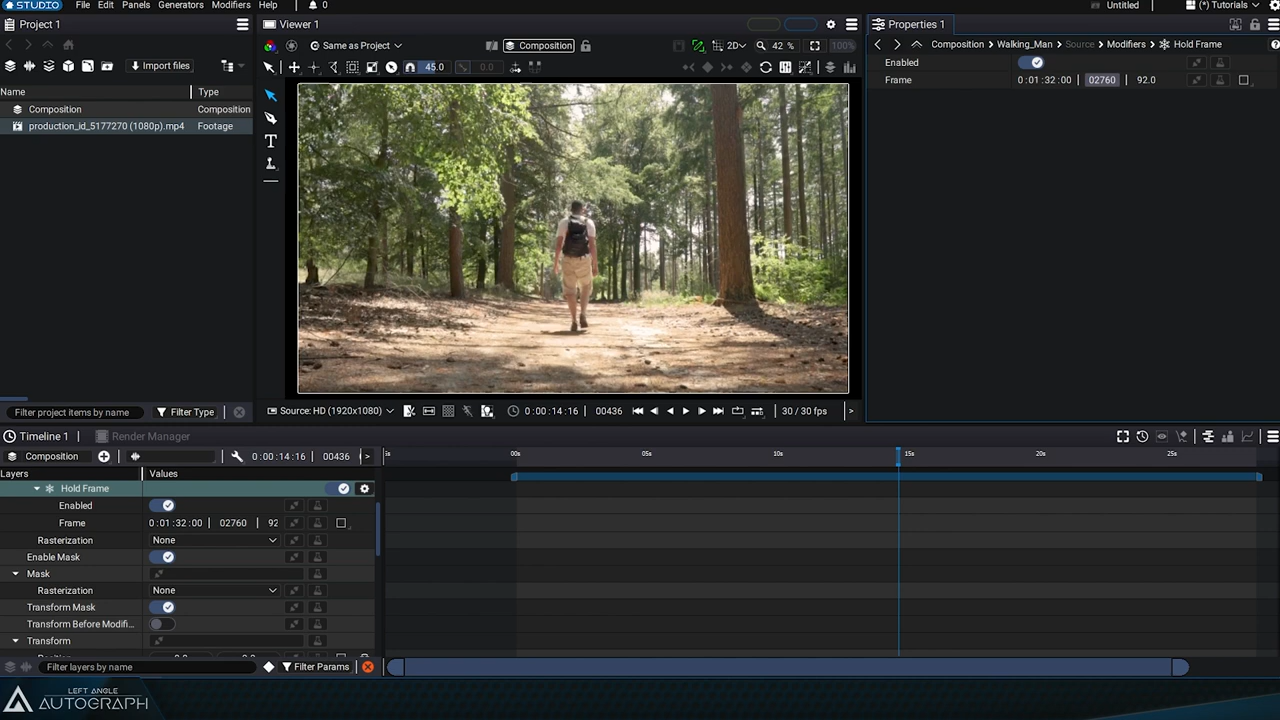 STUDIO File Edit Panels Generators Modifiers Help 0 Untitled (*) Tutorials
Project 1
Import files
Name Type
Composition Composition
production_id_5177270 (1080p).mp4 Footage
Filter project items by name Filter Type
Viewer 1
Same as Project Composition 2D 42 % 100%
45.0 0.0
T
Source: HD (1920x1080) 0:00:14:16 00436 30 / 30 fps >
Properties 1
Composition Walking_Man Source Modifiers Hold Frame ?
Enabled
Frame 0:01:32:00 02760 92.0
Timeline 1 Render Manager
Composition 0:00:14:16 00436 > s 00s 05s 10s 15s 20s 25s
Layers Values
Hold Frame
Enabled
Frame 0:01:32:00 02760 92
Rasterization None
Enable Mask
Mask
Rasterization None
Transform Mask
Transform Before Modifi...
Transform
Filter layers by name Filter Params
LEFT ANGLE
AUTOGRAPH